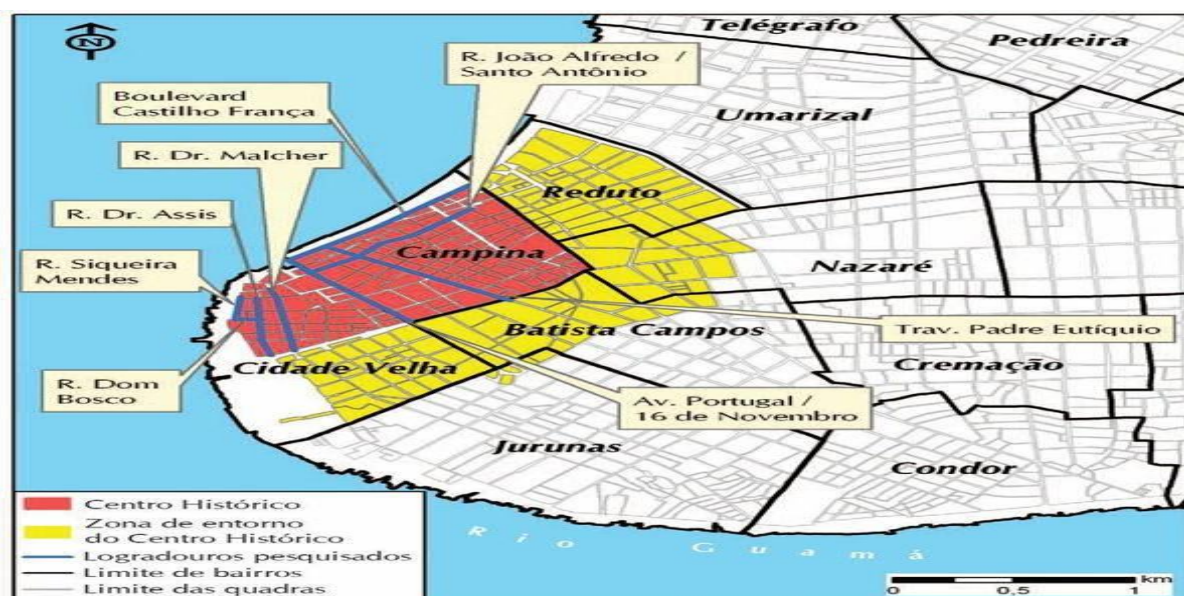 N
Telégrafo
Pedreira
R. João Alfredo /
Santo Antônio
Boulevard
Castilho França
Umarizal
R. Dr. Malcher
Reduto
R. Dr. Assis
Campina
R. Siqueira
Mendes
Nazaré
Batista Campos
Trav. Padre Eutíquio
Cidade Velha
Cremação
R. Dom
Bosco
Av. Portugal /
16 de Novembro
Jurunas
Condor
Centro Histórico
Zona de entorno
do Centro Histórico
Logradouros pesquisados
Limite de bairros
Limite das quadras
Rio Guamá
km
0 0,5 1